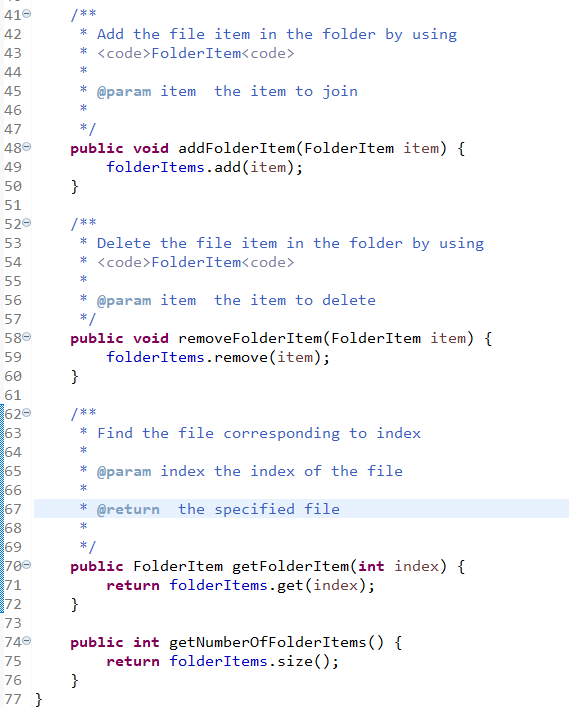 41 /**
42 * Add the file item in the folder by using
43 * <code>FolderItem<code>
44 *
45 * @param item  the item to join
46 *
47 */
48 public void addFolderItem(FolderItem item) {
49 folderItems.add(item);
50 }
51
52 /**
53 * Delete the file item in the folder by using
54 * <code>FolderItem<code>
55 *
56 * @param item  the item to delete
57 */
58 public void removeFolderItem(FolderItem item) {
59 folderItems.remove(item);
60 }
61
62 /**
63 * Find the file corresponding to index
64 *
65 * @param index the index of the file
66 *
67 * @return  the specified file
68 *
69 */
70 public FolderItem getFolderItem(int index) {
71 return folderItems.get(index);
72 }
73
74 public int getNumberOfFolderItems() {
75 return folderItems.size();
76 }
77 }